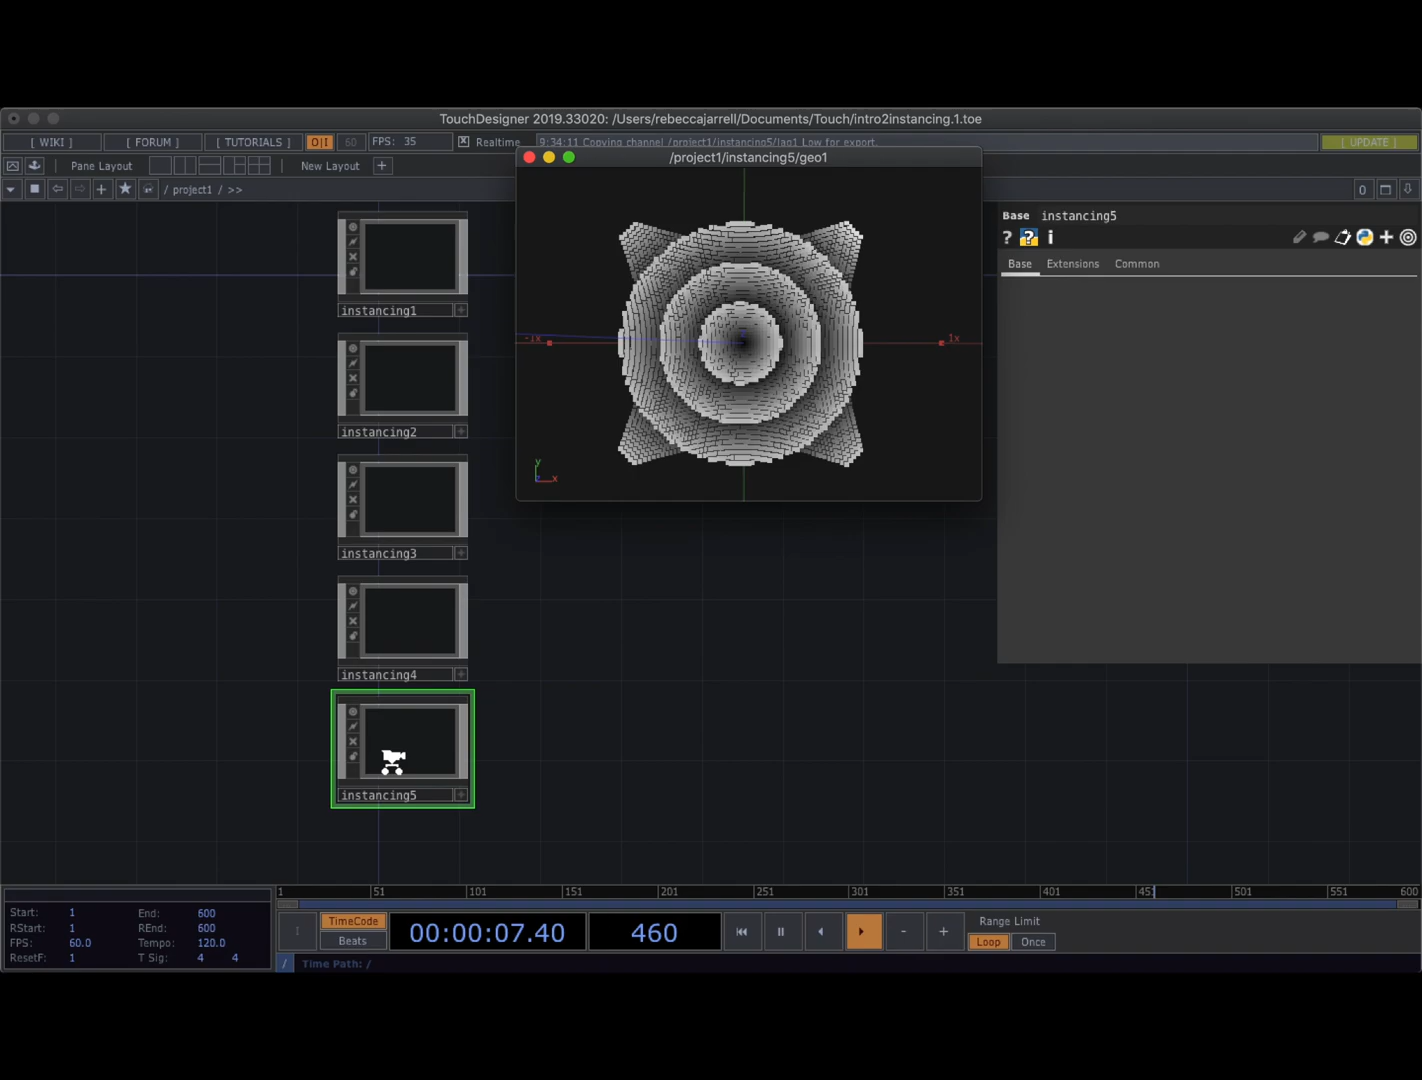 TouchDesigner 2019.33020: /Users/rebeccajarrell/Documents/Touch/intro2instancing.1.toe
[ WIKI ] [ FORUM ] [ TUTORIALS ] O|I 60 FPS: 35 Realtime 9:34:11 Copying channel /project1/instancing5/lag1 Low for export. [ UPDATE ]
Pane Layout New Layout +
/ project1 / >> 0
/project1/instancing5/geo1
-1x 1x
y
x
Base instancing5
? ? i
Base Extensions Common
instancing1
instancing2
instancing3
instancing4
instancing5
1 51 101 151 201 251 301 351 401 451 501 551 600
Start: 1 End: 600
RStart: 1 REnd: 600
FPS: 60.0 Tempo: 120.0
ResetF: 1 T Sig: 4 4
TimeCode
Beats
00:00:07.40 460
- +
Range Limit
Loop Once
/ Time Path: /